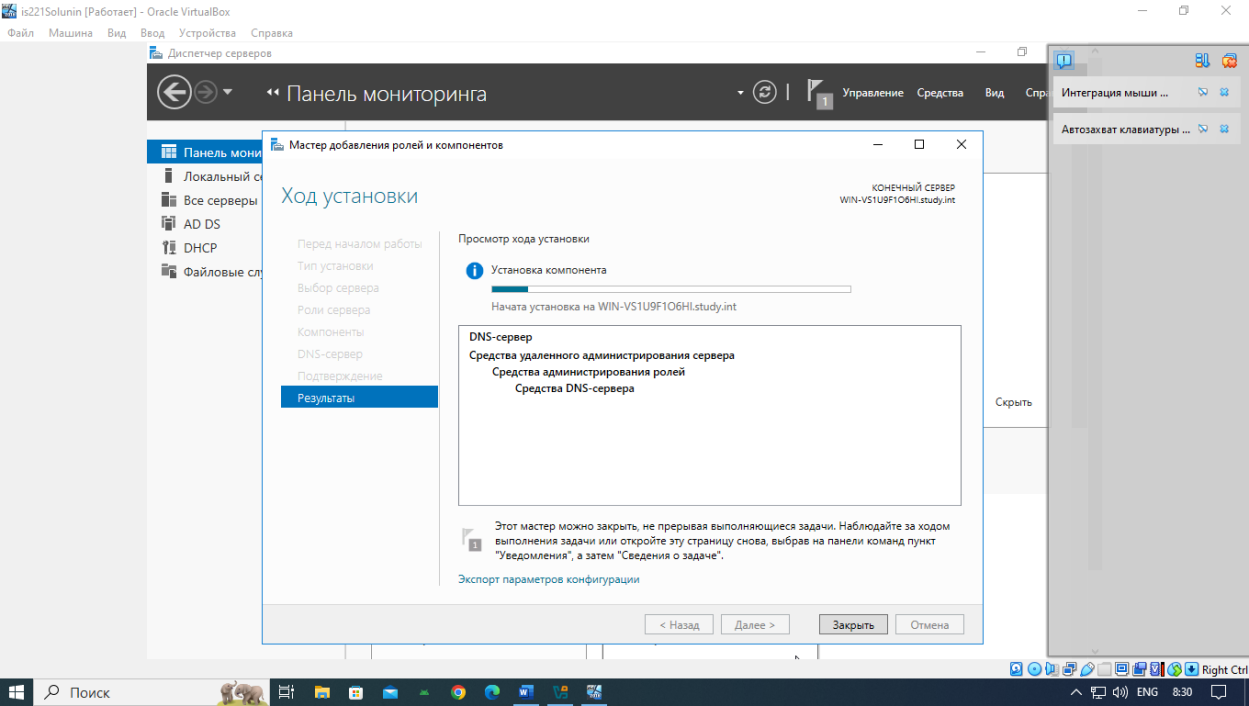 is221Solunin [Работает] - Oracle VirtualBox
Файл Машина Вид Ввод Устройства Справка
Диспетчер серверов
Панель мониторинга
1
Управление Средства Вид
Интеграция мыши ...
Автозахват клавиатуры ...
Мастер добавления ролей и компонентов
Локальный
Все серверы
AD DS
DHCP
Файловые
Ход установки
КОНЕЧНЫЙ СЕРВЕР
WIN-VS1U9F1O6HI.study.int
Перед началом работы
Тип установки
Выбор сервера
Роли сервера
Компоненты
DNS-сервер
Подтверждение
Результаты
Просмотр хода установки
Установка компонента
Начата установка на WIN-VS1U9F1O6HI.study.int
DNS-сервер
Средства удаленного администрирования сервера
Средства администрирования ролей
Средства DNS-сервера
Этот мастер можно закрыть, не прерывая выполняющиеся задачи. Наблюдайте за ходом
выполнения задачи или откройте эту страницу снова, выбрав на панели команд пункт
"Уведомления", а затем "Сведения о задаче".
1
Экспорт параметров конфигурации
< Назад Далее > Закрыть Отмена
Скрыть
Right Ctrl
Поиск
ENG 8:30